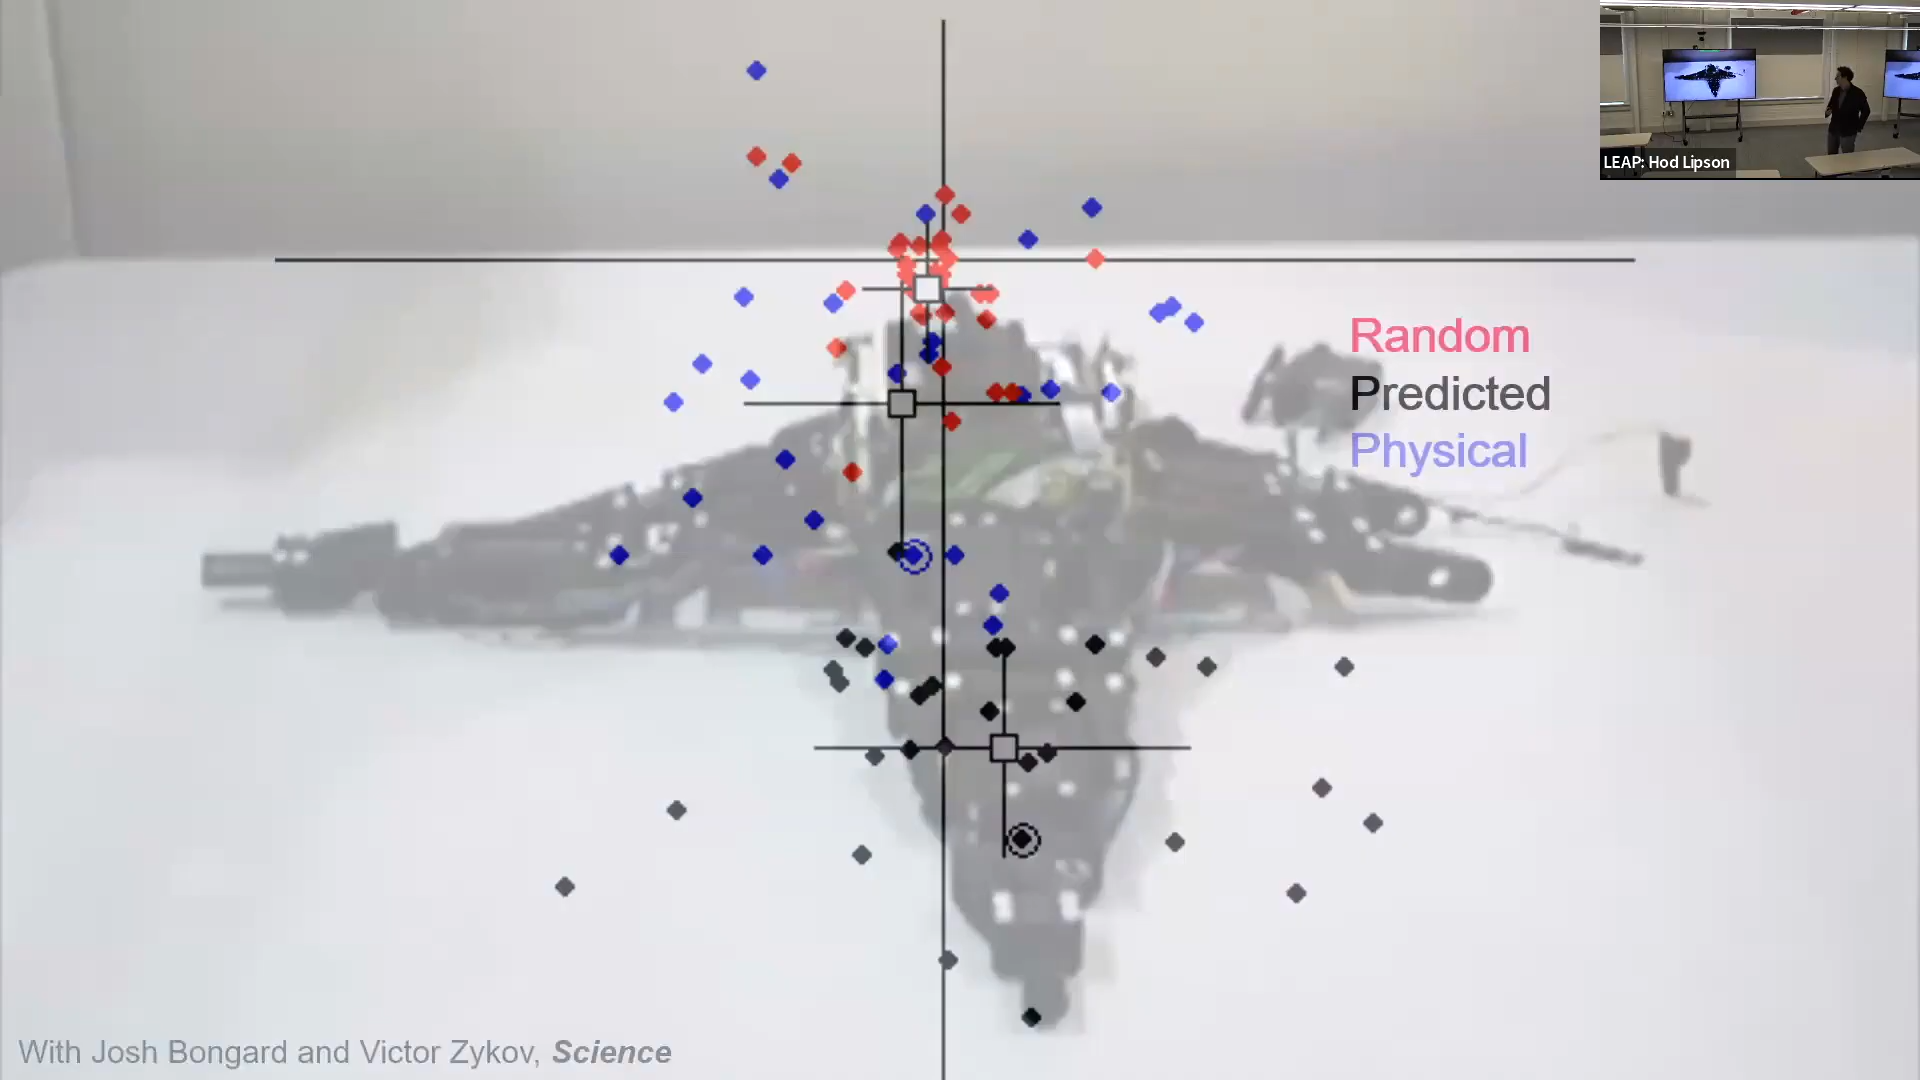 LEAP: Hod Lipson
Random
Predicted
Physical
With Josh Bongard and Victor Zykov, Science